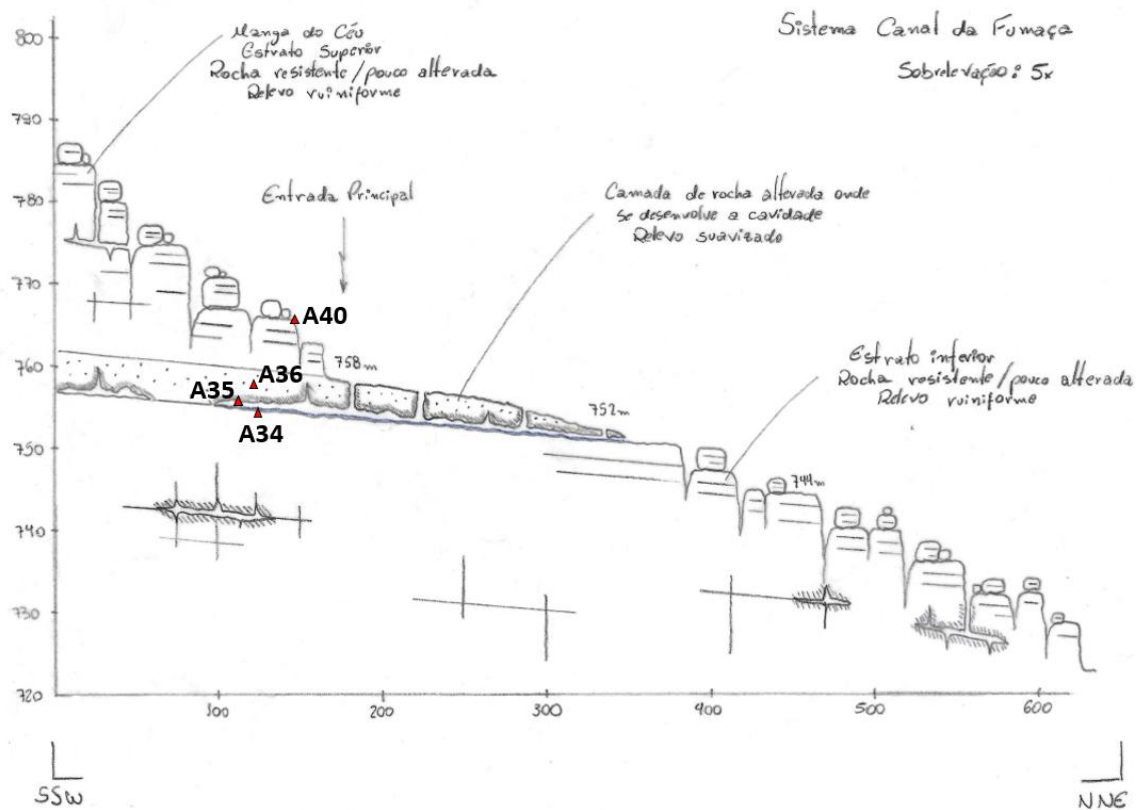 Sistema Canal da Fumaça
Sobrelevação: 5x
Manga do Céu
Estrato Superior
Rocha resistente/pouco alterada
Relevo ruiniforme
Entrada Principal
Camada de rocha alterada onde
se desenvolve a cavidade
Relevo suavizado
Estrato inferior
Rocha resistente/pouco alterada
Relevo ruiniforme
800
790
780
770
760
750
740
730
720
A40
758m
A36
A35
A34
752m
744m
100
200
300
400
500
600
SSW
NNE